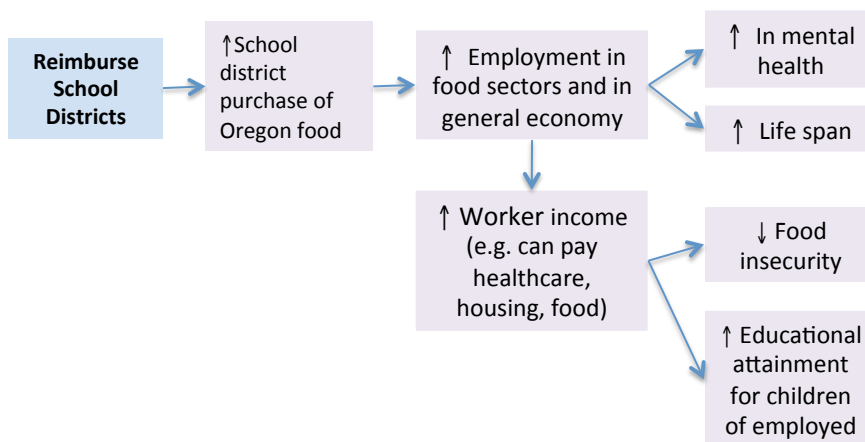 Reimburse
School
Districts
↑School
district
purchase of
Oregon food
↑ Employment in
food sectors and in
general economy
↑ In mental
health
↑ Life span
↑ Worker income
(e.g. can pay
healthcare,
housing, food)
↓ Food
insecurity
↑ Educational
attainment
for children
of employed